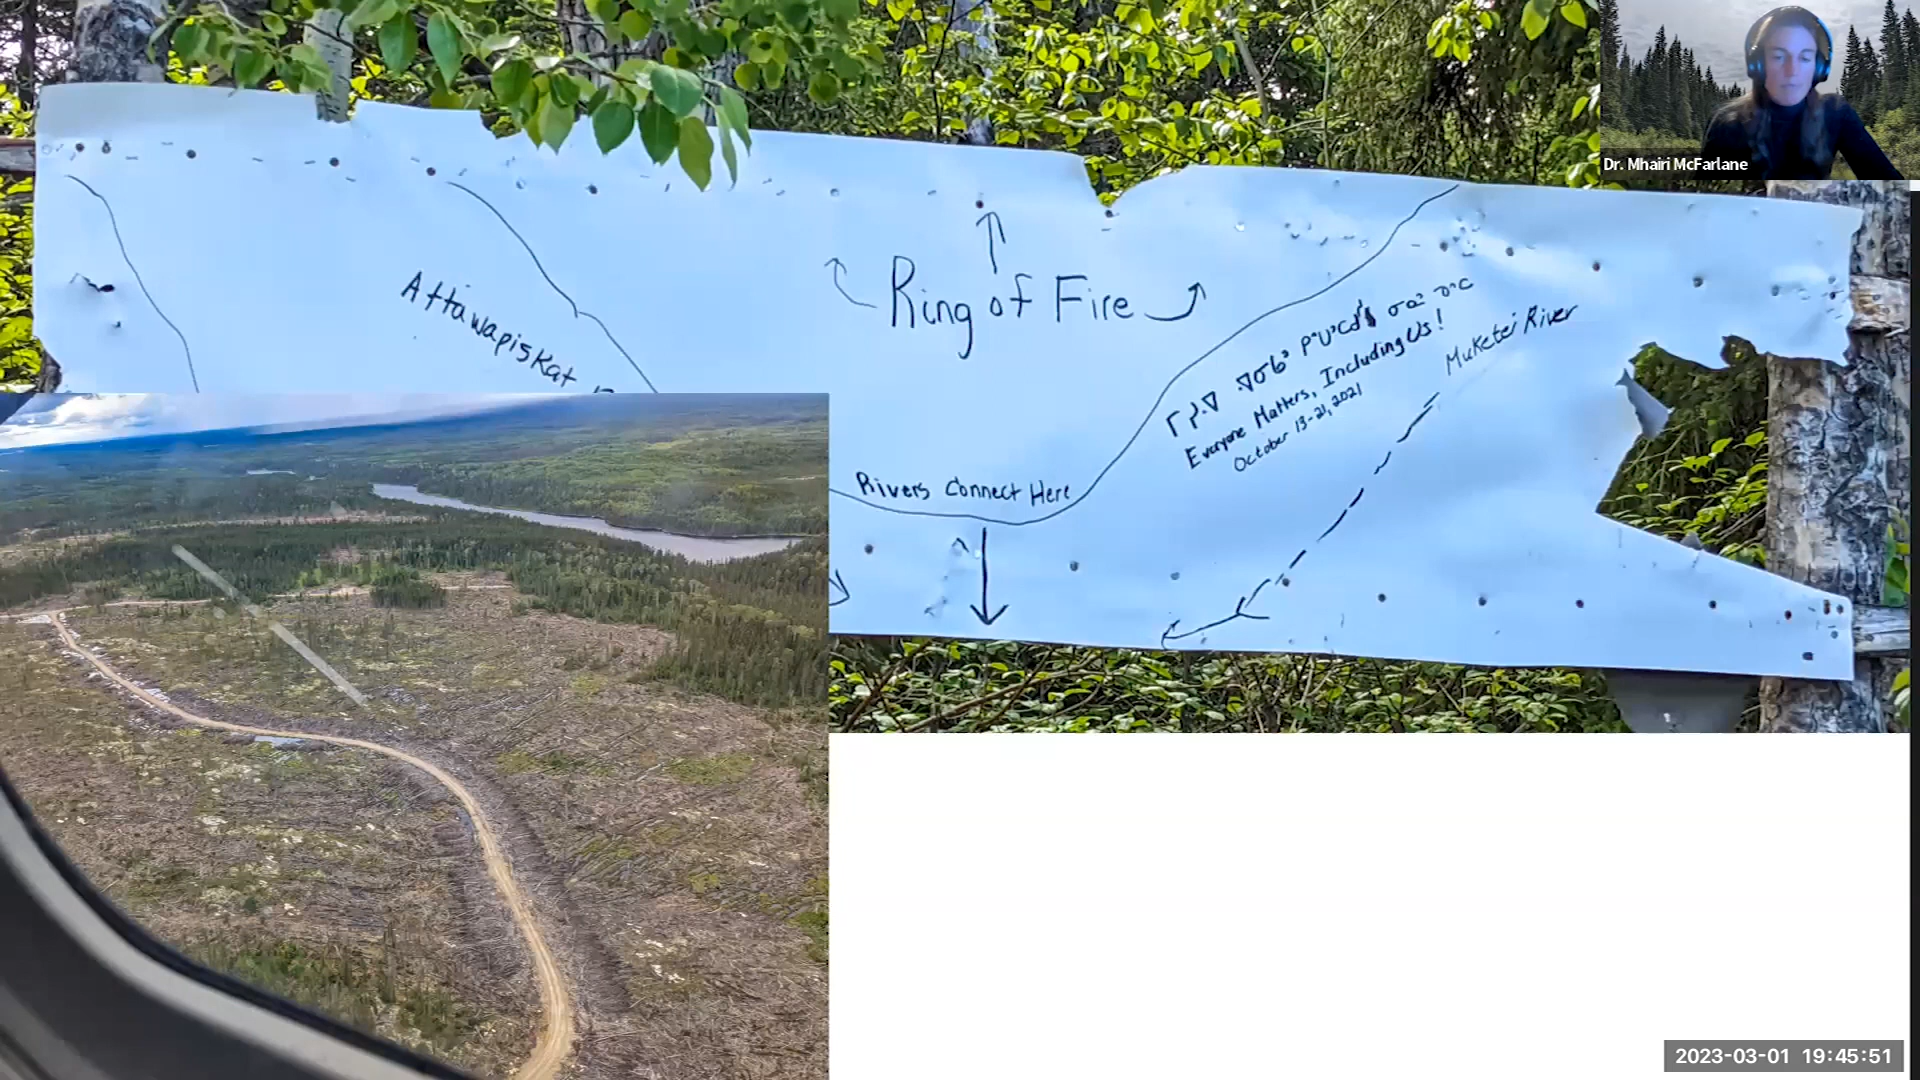 Dr. Mhairi McFarlane
Ring of Fire
Attawapiskat
Everyone Matters, Including Us!
October 13-21, 2021
Muketei River
Rivers Connect Here
2023-03-01 19:45:51